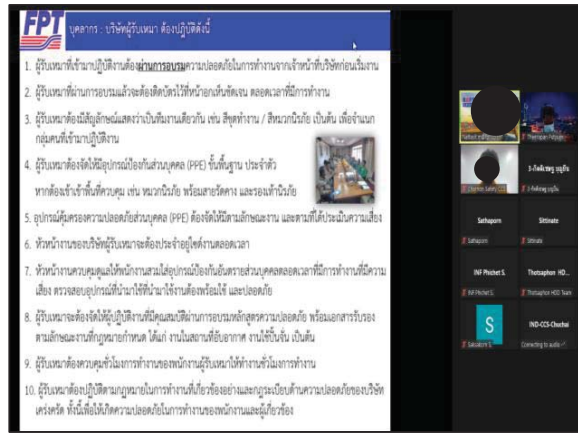 FPT
บุคลากร : บริษัทผู้รับเหมา ต้องปฏิบัติดังนี้
1. ผู้รับเหมาที่เข้ามาปฏิบัติงานต้องผ่านการอบรมความปลอดภัยในการทำงานจากเจ้าหน้าที่บริษัทก่อนเริ่มงาน
2. ผู้รับเหมาที่ผ่านการอบรมแล้วจะต้องติดบัตรไว้ที่หน้าอกเห็นชัดเจน ตลอดเวลาที่มีการทำงาน
3. ผู้รับเหมาต้องมีสัญลักษณ์แสดงว่าเป็นทีมงานเดียวกัน เช่น สีชุดทำงาน / สีหมวกนิรภัย เป็นต้น เพื่อจำแนก
กลุ่มคนที่เข้ามาปฏิบัติงาน
4. ผู้รับเหมาต้องจัดให้มีอุปกรณ์ป้องกันส่วนบุคคล (PPE) ขั้นพื้นฐาน ประจำตัว
หากต้องเข้าเข้าพื้นที่ควบคุม เช่น หมวกนิรภัย พร้อมสายรัดคาง และรองเท้านิรภัย
5. อุปกรณ์คุ้มครองความปลอดภัยส่วนบุคคล (PPE) ต้องจัดให้มีตามลักษณะงาน และตามที่ได้ประเมินความเสี่ยง
6. หัวหน้างานของบริษัทผู้รับเหมาจะต้องประจำอยู่ไซต์งานตลอดเวลา
7. หัวหน้างานควบคุมดูแลให้พนักงานสวมใส่อุปกรณ์ป้องกันอันตรายส่วนบุคคลตลอดเวลาที่มีการทำงานที่มีความ
เสี่ยง ตรวจสอบอุปกรณ์ที่นำมาใช้ที่นำมาใช้งานต้องพร้อมใช้ และปลอดภัย
8. ผู้รับเหมาจะต้องจัดให้ผู้ปฏิบัติงานที่มีคุณสมบัติผ่านการอบรมหลักสูตรความปลอดภัย พร้อมเอกสารรับรอง
ตามลักษณะงานที่กฎหมายกำหนด ได้แก่ งานในสถานที่อับอากาศ งานใช้ปั้นจั่น เป็นต้น
9. ผู้รับเหมาต้องควบคุมชั่วโมงการทำงานของพนักงานผู้รับเหมาให้ทำงานชั่วโมงการทำงาน
10. ผู้รับเหมาต้องปฏิบัติตามกฎหมายในการทำงานที่เกี่ยวข้องอย่างและกฎระเบียบด้านความปลอดภัยของบริษัท
เคร่งครัด ทั้งนี้เพื่อให้เกิดความปลอดภัยในการทำงานของพนักงานและผู้เกี่ยวข้อง
Sathaporn
Sittinate
Sathaporn
Sittinate
INF Phichet S.
Thotsaphon HD...
INF Phichet S.
Thotsaphon HDD Team
S
IND-CCS-Chochai
Connecting to audio